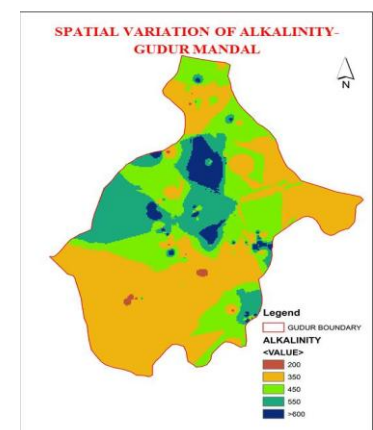 SPATIAL VARIATION OF ALKALINITY-
GUDUR MANDAL
N
Legend
GUDUR BOUNDARY
ALKALINITY
<VALUE>
200
350
450
550
>600